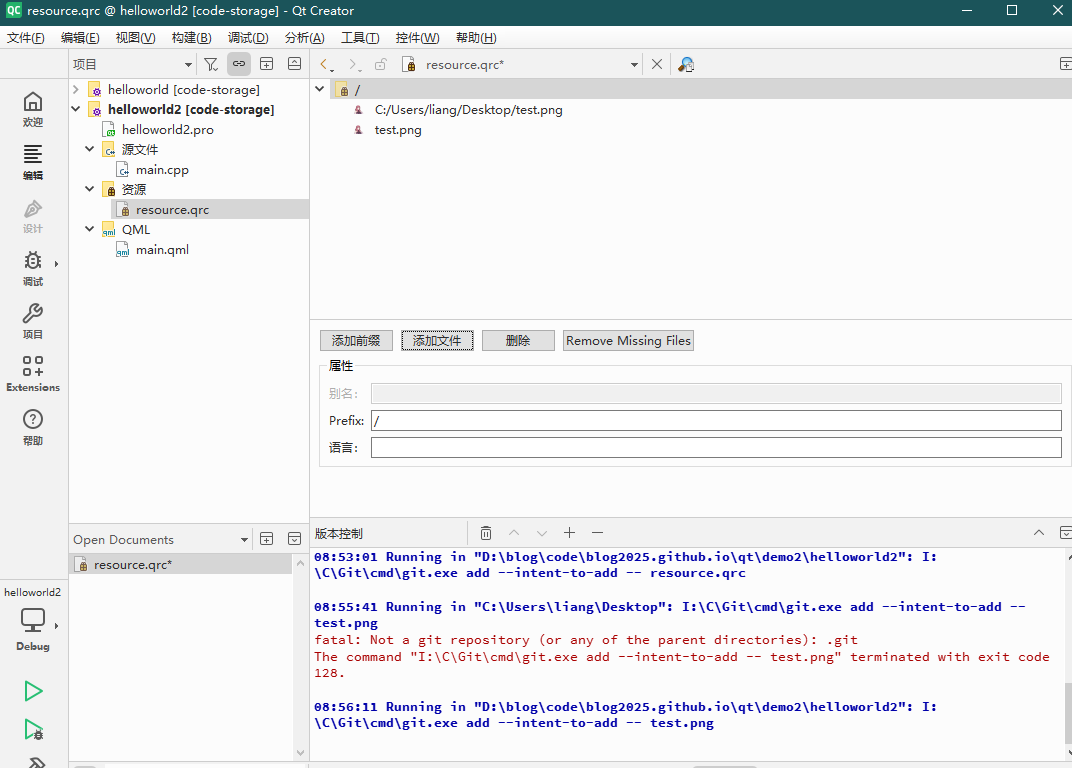 resource.qrc @ helloworld2 [code-storage] - Qt Creator
文件(F) 编辑(E) 视图(V) 构建(B) 调试(D) 分析(A) 工具(T) 控件(W) 帮助(H)
项目
resource.qrc*
欢迎
编辑
设计
调试
项目
Extensions
帮助
helloworld [code-storage]
helloworld2 [code-storage]
helloworld2.pro
源文件
main.cpp
资源
resource.qrc
QML
main.qml
/
C:/Users/liang/Desktop/test.png
test.png
添加前缀 添加文件 删除 Remove Missing Files
属性
别名:
Prefix: /
语言:
Open Documents
resource.qrc*
helloworld2
Debug
版本控制
08:53:01 Running in "D:\blog\code\blog2025.github.io\qt\demo2\helloworld2": I:
\C\Git\cmd\git.exe add --intent-to-add -- resource.qrc
08:55:41 Running in "C:\Users\liang\Desktop": I:\C\Git\cmd\git.exe add --intent-to-add --
test.png
fatal: Not a git repository (or any of the parent directories): .git
The command "I:\C\Git\cmd\git.exe add --intent-to-add -- test.png" terminated with exit code
128.
08:56:11 Running in "D:\blog\code\blog2025.github.io\qt\demo2\helloworld2": I:
\C\Git\cmd\git.exe add --intent-to-add -- test.png